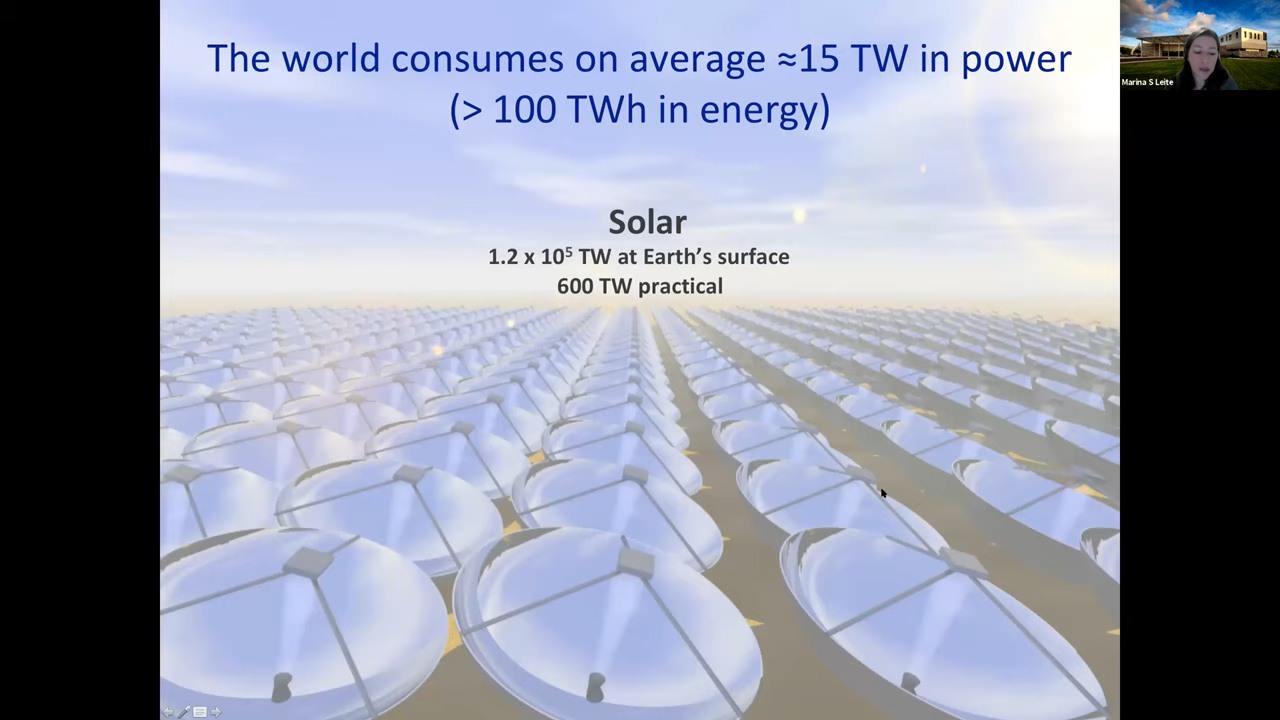 The world consumes on average ≈15 TW in power
(> 100 TWh in energy)
Solar
1.2 x 10⁵ TW at Earth's surface
600 TW practical
Marina S Leite